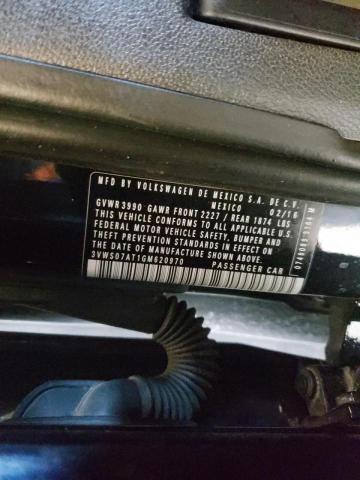 MFD BY VOLKSWAGEN DE MEXICO S.A. DE C.V.
MEXICO 02/16
GVWR 3990 GAWR FRONT 2227 / REAR 1874 LBS
THIS VEHICLE CONFORMS TO ALL APPLICABLE U.S.
FEDERAL MOTOR VEHICLE SAFETY, BUMPER AND
THEFT PREVENTION STANDARDS IN EFFECT ON
THE DATE OF MANUFACTURE SHOWN ABOVE.
3VWS07AT1GM620970
PASSENGER CAR